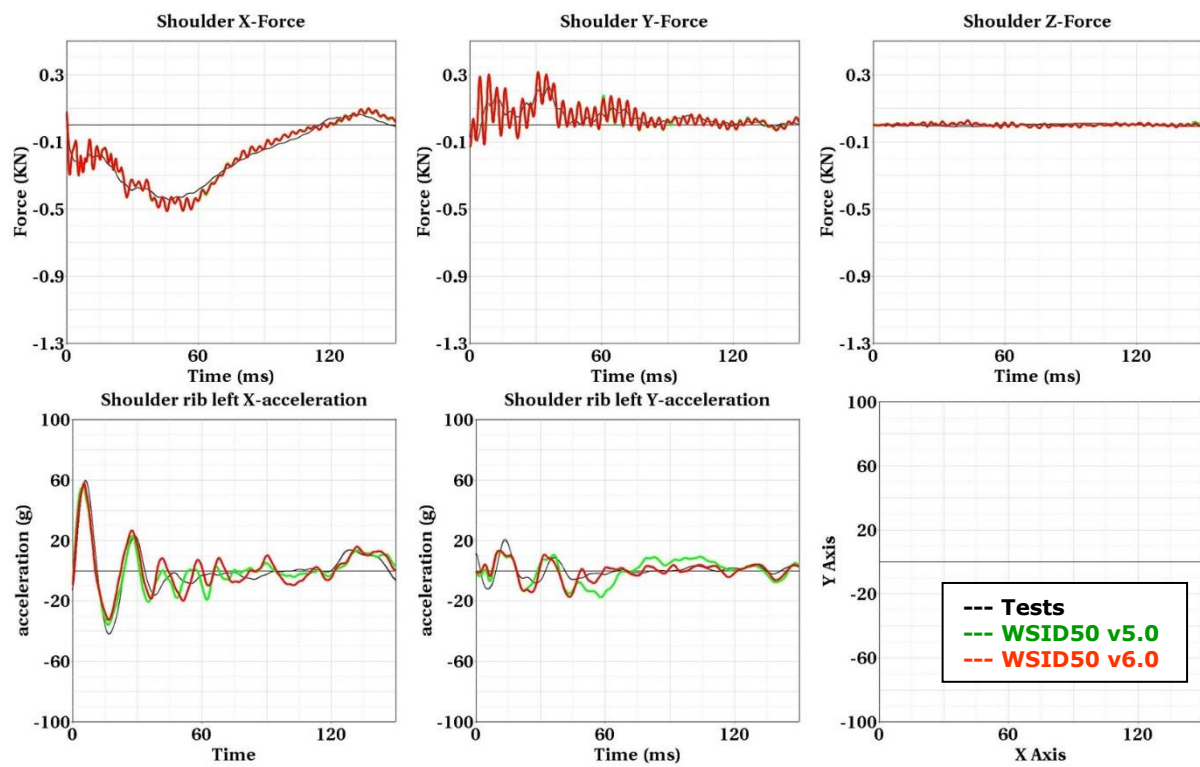 Shoulder X-Force
Shoulder Y-Force
Shoulder Z-Force
Force (KN)
0.3
-0.1
-0.5
-0.9
-1.3
0
60
120
Time (ms)
Force (KN)
0.3
-0.1
-0.5
-0.9
-1.3
0
60
120
Time (ms)
Force (KN)
0.3
-0.1
-0.5
-0.9
-1.3
0
60
120
Time (ms)
Shoulder rib left X-acceleration
Shoulder rib left Y-acceleration
acceleration (g)
100
60
20
-20
-60
-100
0
60
120
Time
acceleration (g)
100
60
20
-20
-60
-100
0
60
120
Time (ms)
Y Axis
100
60
20
-20
-60
-100
0
60
120
X Axis
--- Tests
--- WSID50 v5.0
--- WSID50 v6.0